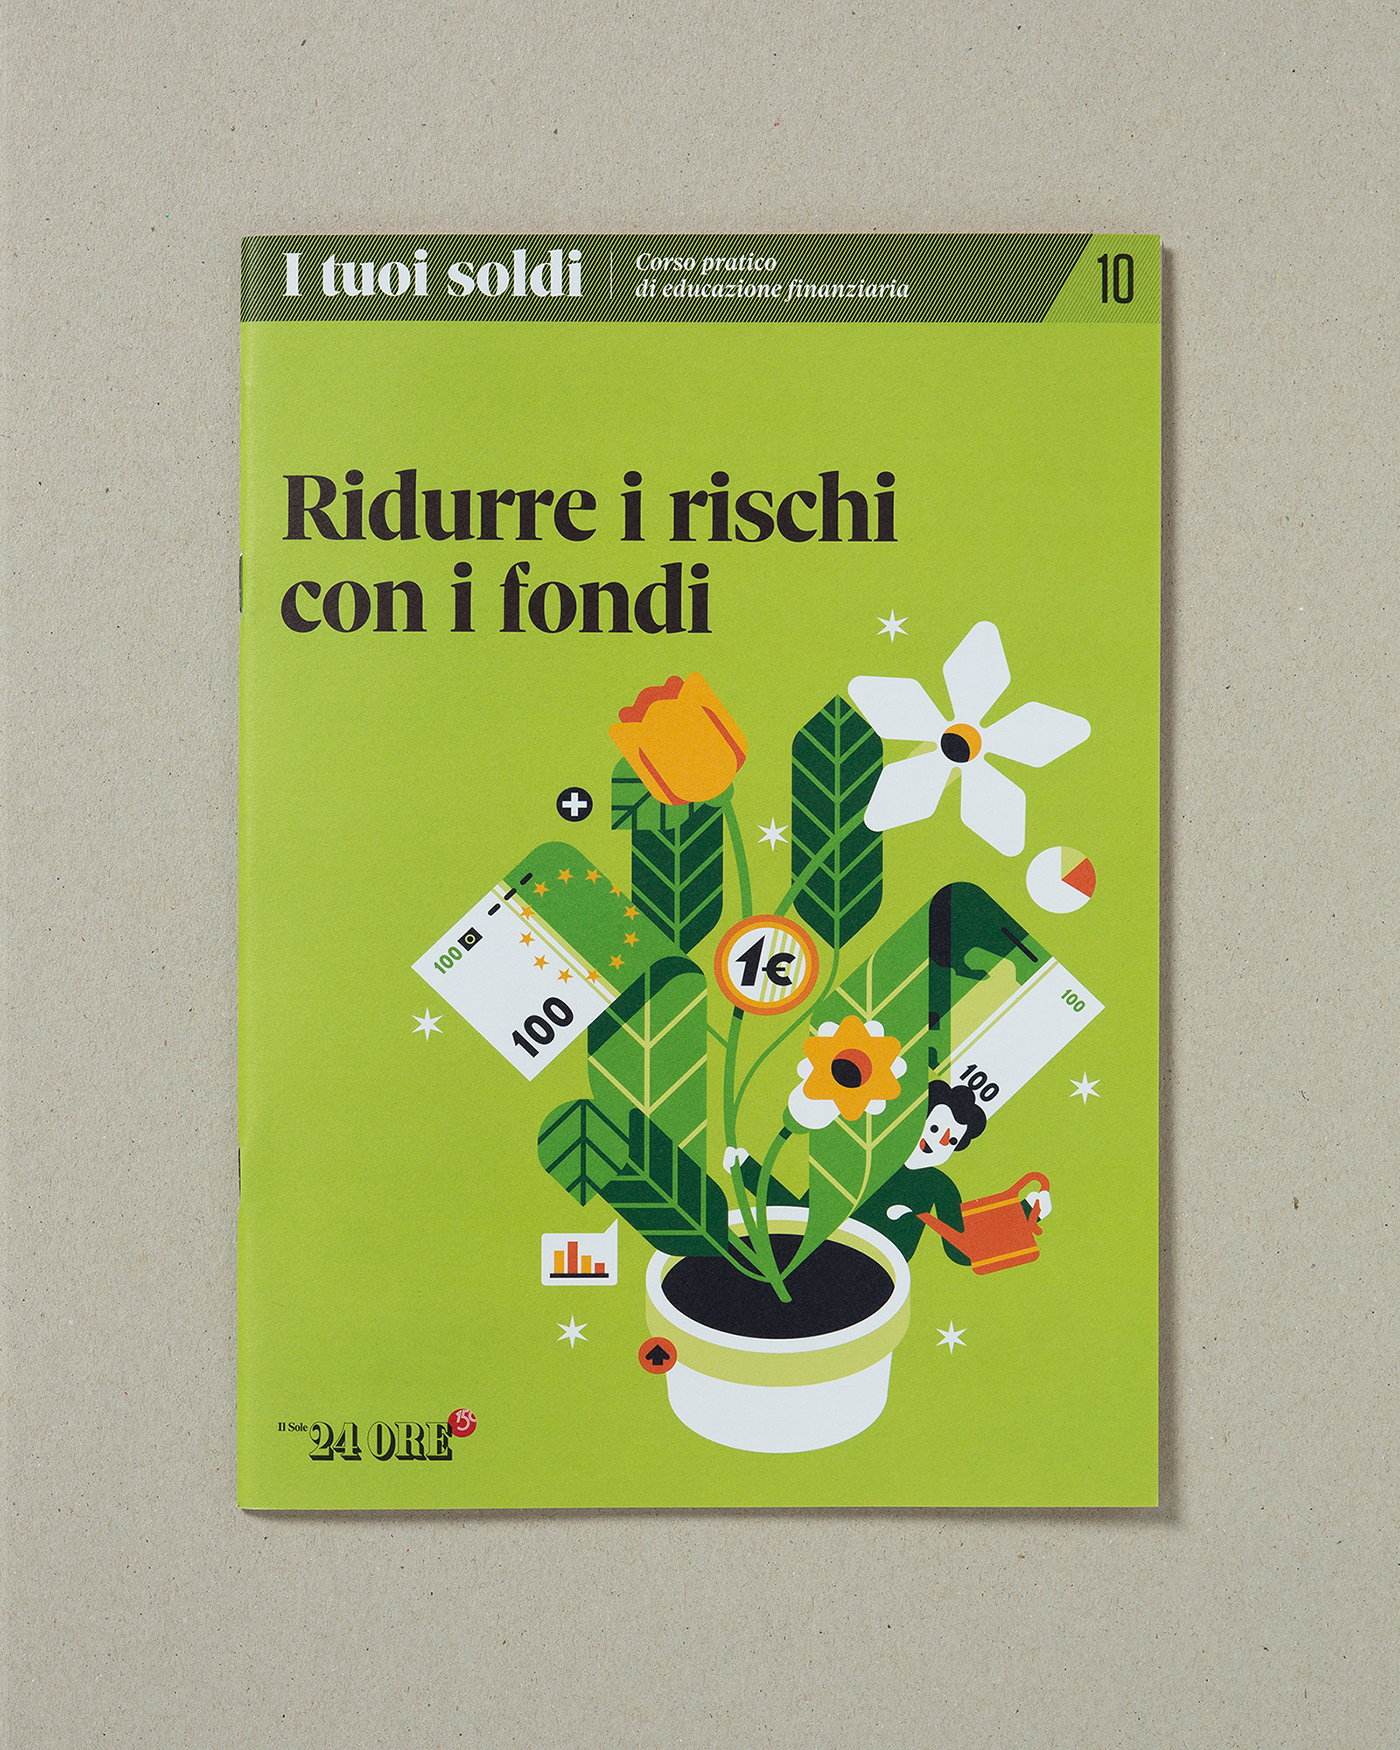 I tuoi soldi
Corso pratico
di educazione finanziaria
10
Ridurre i rischi
con i fondi
100
100
1€
100
100
Il Sole
24 ORE
150